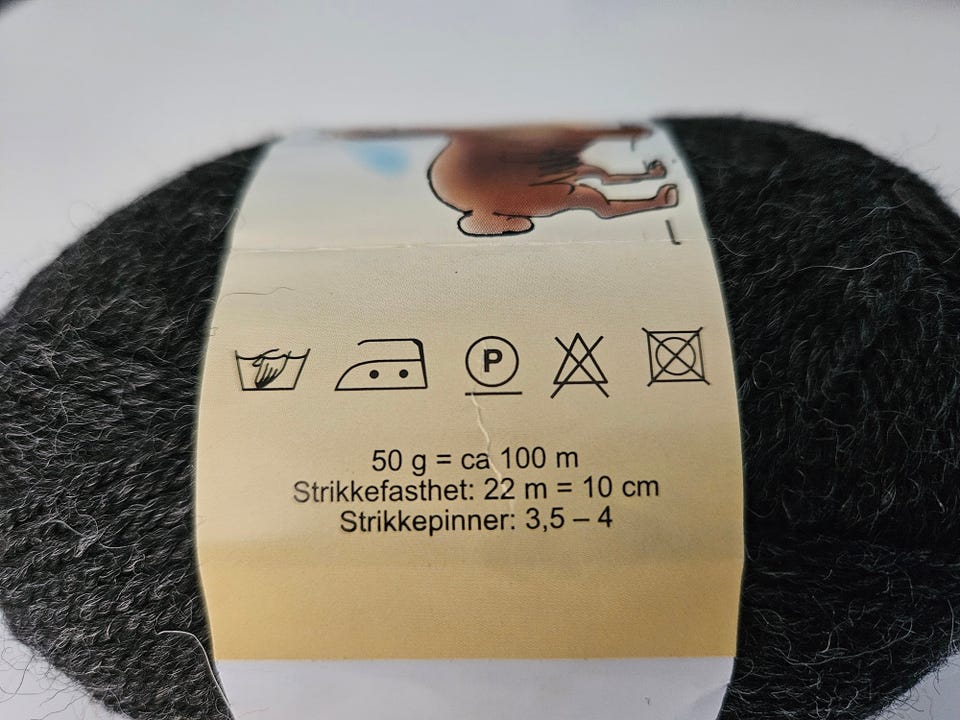 P
50 g = ca 100 m
Strikkefasthet: 22 m = 10 cm
Strikkepinner: 3,5 – 4